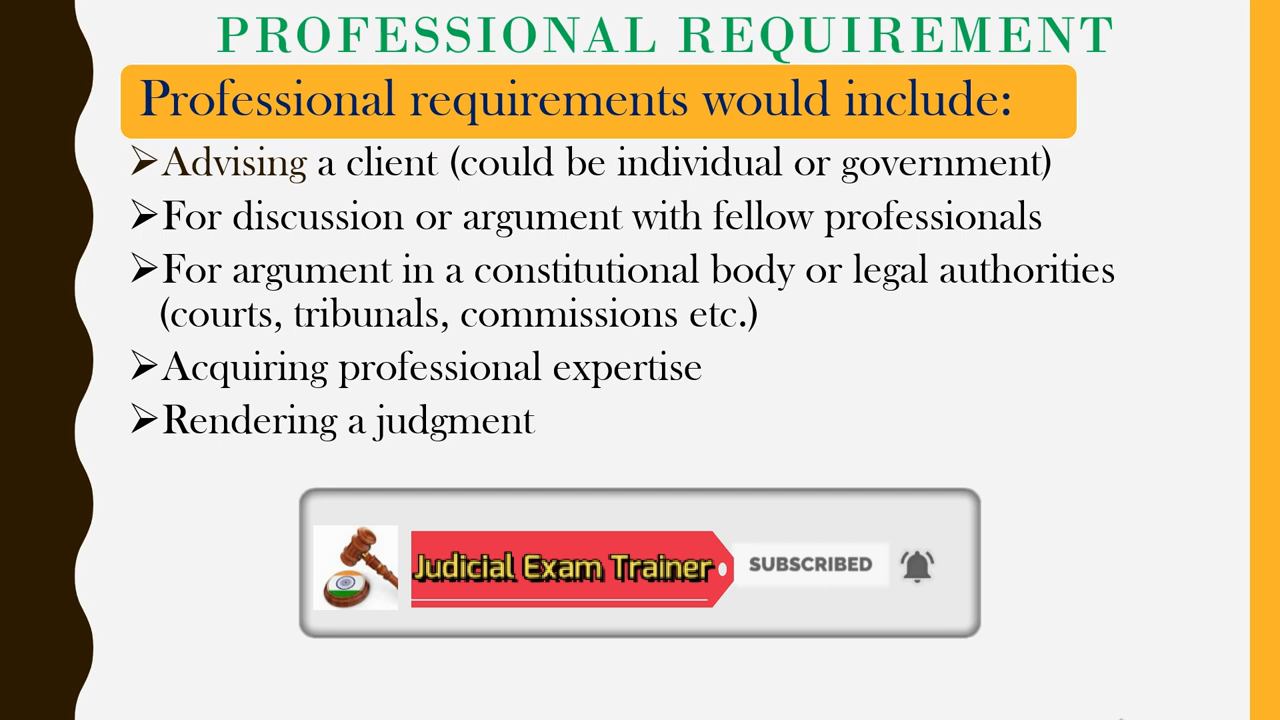 PROFESSIONAL REQUIREMENT
Professional requirements would include:
➢Advising a client (could be individual or government)
➢For discussion or argument with fellow professionals
➢For argument in a constitutional body or legal authorities
(courts, tribunals, commissions etc.)
➢Acquiring professional expertise
➢Rendering a judgment
Judicial Exam Trainer
SUBSCRIBED